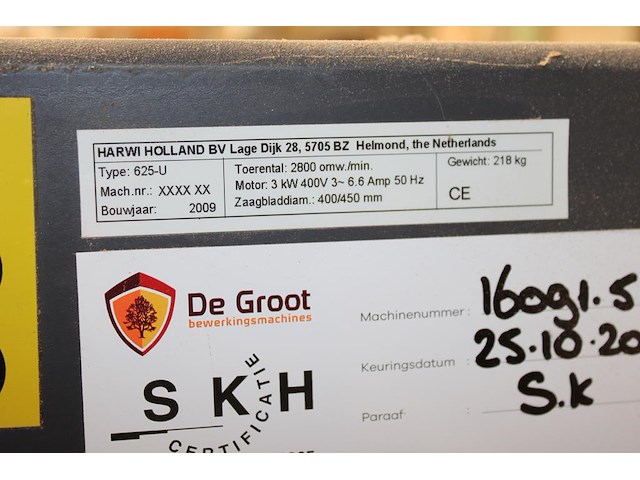 HARWI HOLLAND BV Lage Dijk 28, 5705 BZ Helmond, the Netherlands
Type: 625-U
Mach.nr.: XXXX XX
Bouwjaar: 2009
Toerental: 2800 omw./min.
Motor: 3 kW 400V 3~ 6.6 Amp 50 Hz
Zaagbladdiam.: 400/450 mm
Gewicht: 218 kg
CE
De Groot
bewerkingsmachines
SKH
CERTIFICATIE
Machinenummer: 16091.5
Keuringsdatum: 25.10.20
Paraaf: S.K